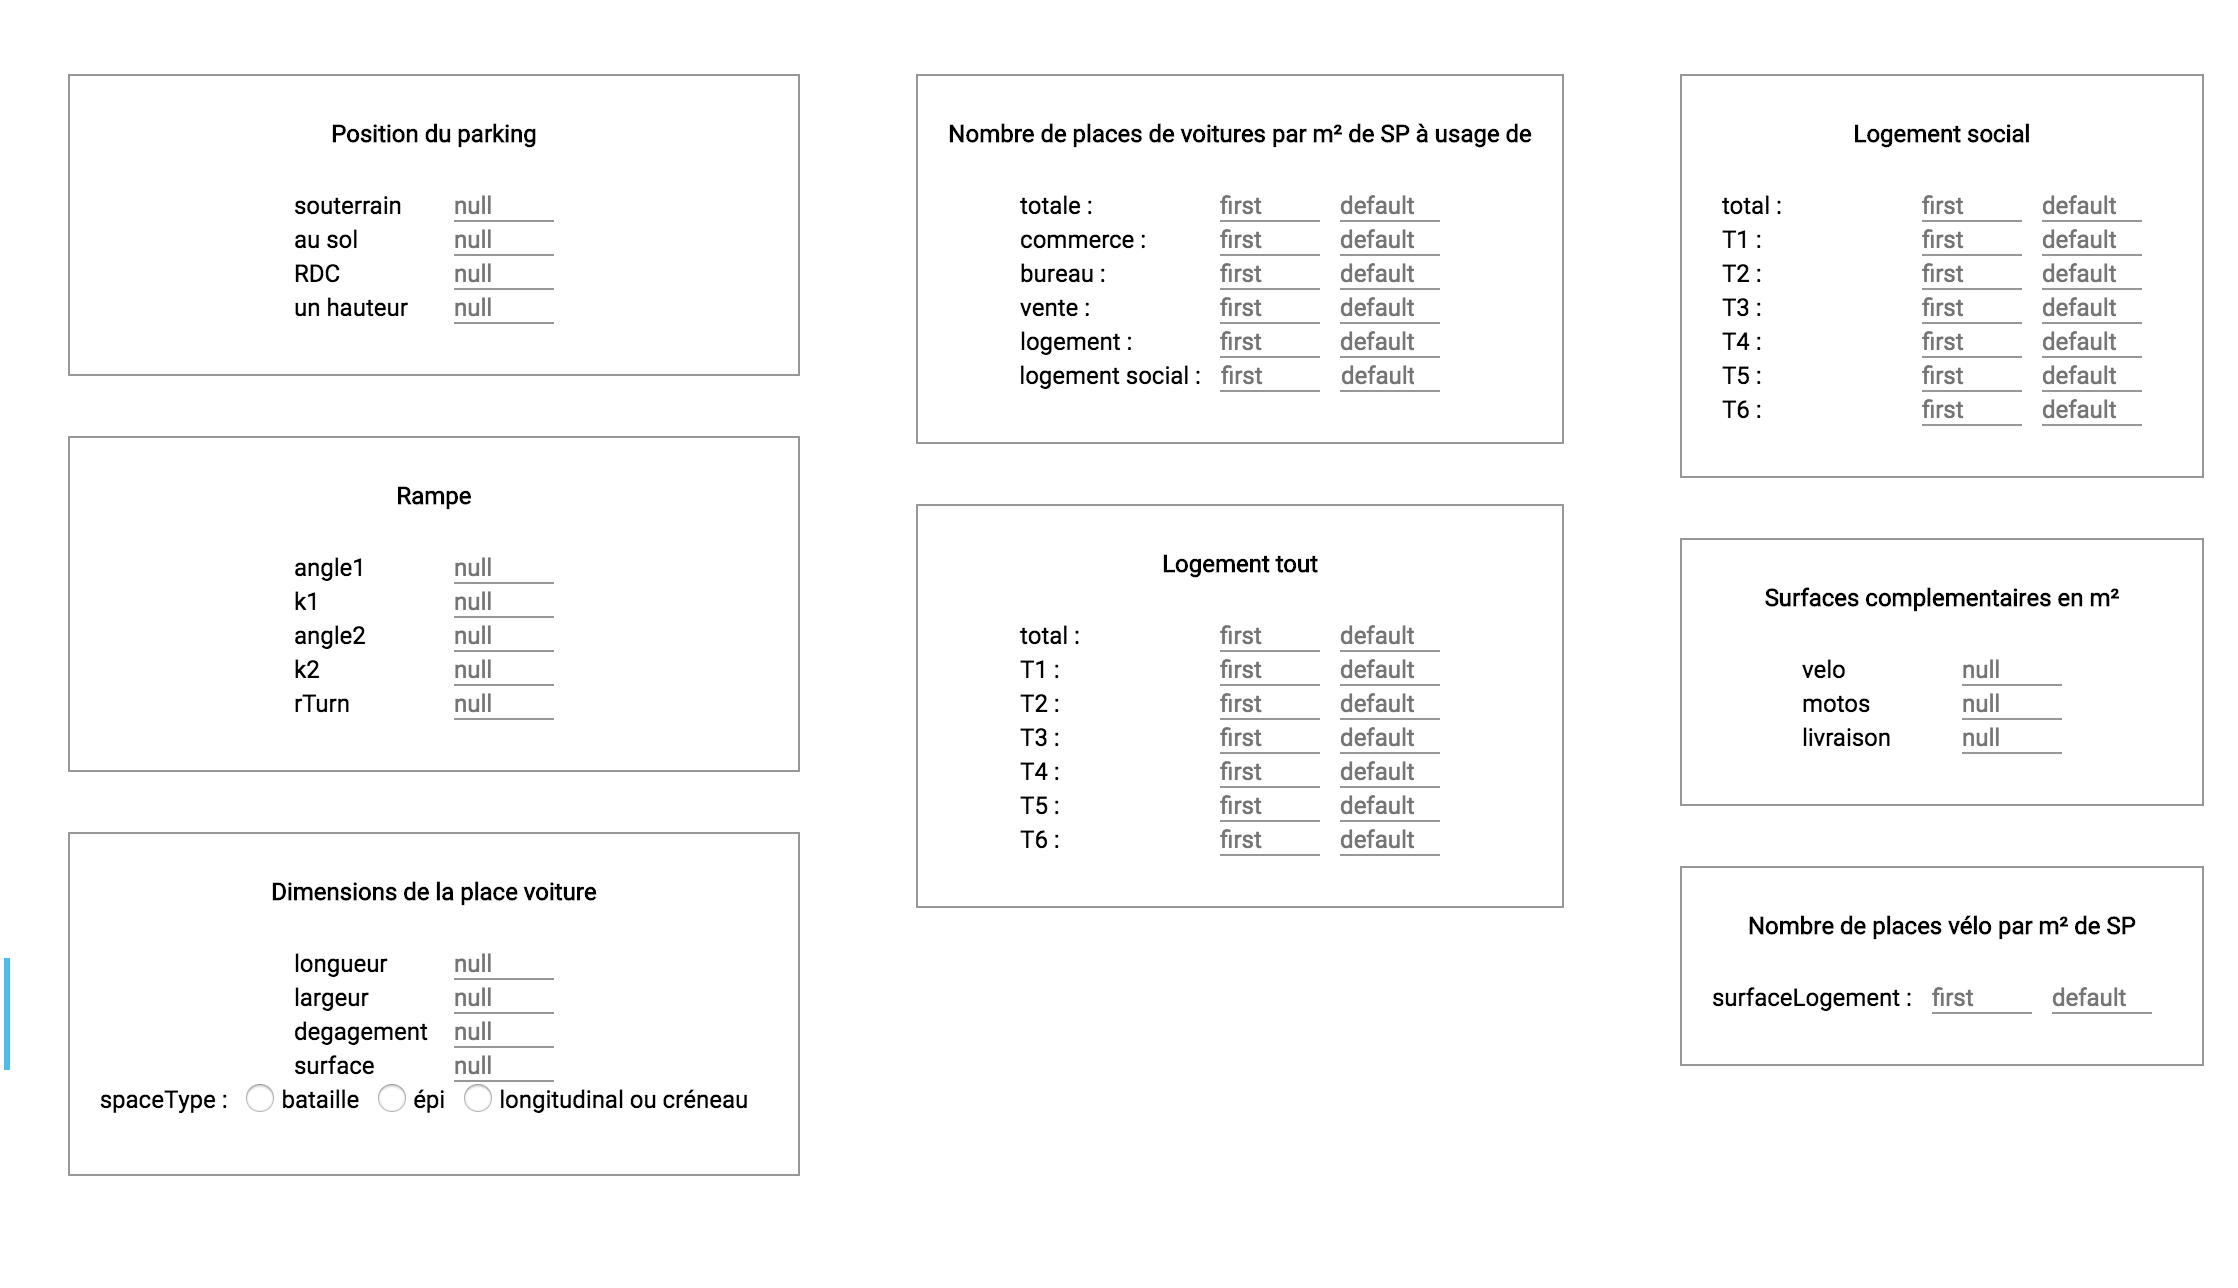 Position du parking
souterrain null
au sol null
RDC null
un hauteur null
Rampe
angle1 null
k1 null
angle2 null
k2 null
rTurn null
Dimensions de la place voiture
longueur null
largeur null
degagement null
surface null
spaceType : bataille épi longitudinal ou créneau
Nombre de places de voitures par m² de SP à usage de
totale : first default
commerce : first default
bureau : first default
vente : first default
logement : first default
logement social : first default
Logement tout
total : first default
T1 : first default
T2 : first default
T3 : first default
T4 : first default
T5 : first default
T6 : first default
Logement social
total : first default
T1 : first default
T2 : first default
T3 : first default
T4 : first default
T5 : first default
T6 : first default
Surfaces complementaires en m²
velo null
motos null
livraison null
Nombre de places vélo par m² de SP
surfaceLogement : first default